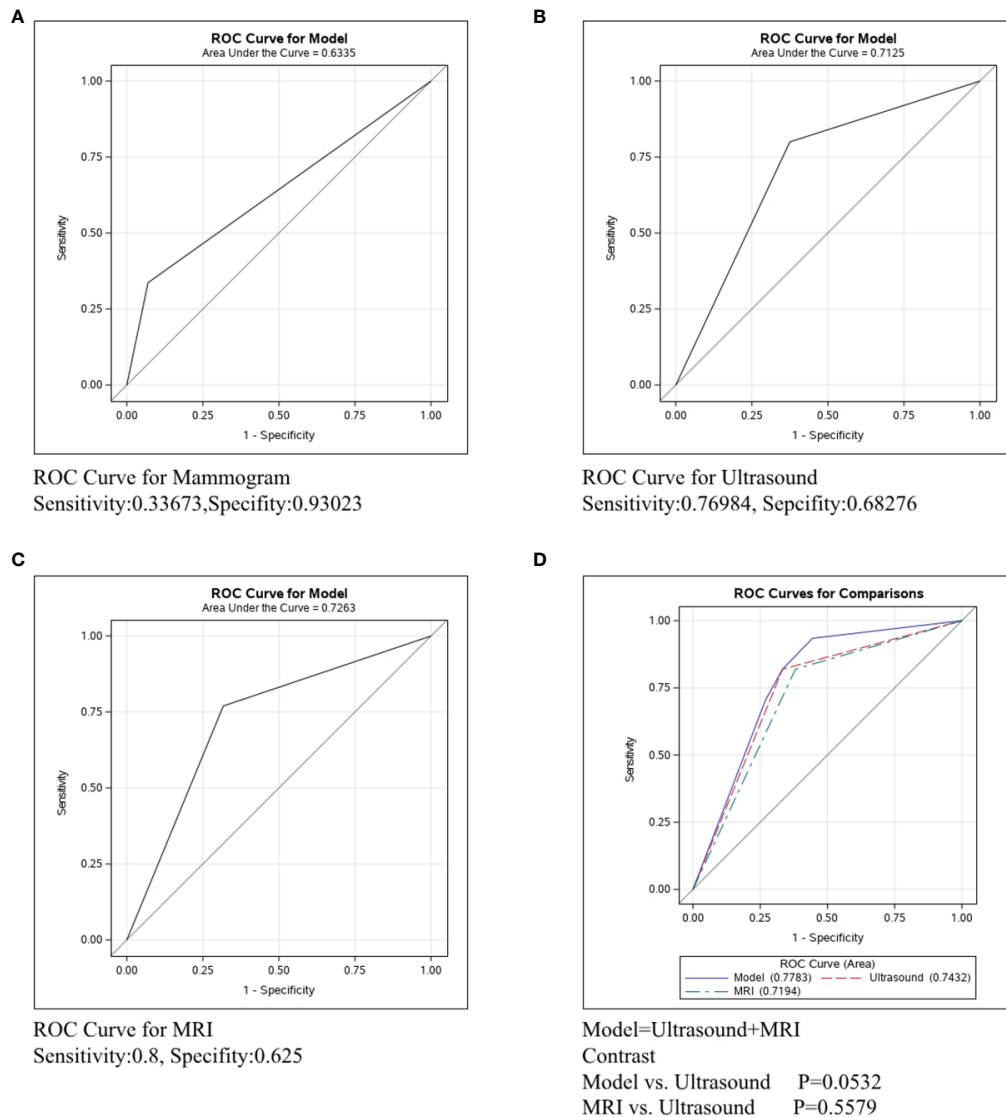 A
ROC Curve for Model
Area Under the Curve = 0.6335
1.00
0.75
0.50
0.25
0.00
Sensitivity
0.00 0.25 0.50 0.75 1.00
1 - Specificity
ROC Curve for Mammogram
Sensitivity:0.33673,Specifity:0.93023
B
ROC Curve for Model
Area Under the Curve = 0.7125
1.00
0.75
0.50
0.25
0.00
Sensitivity
0.00 0.25 0.50 0.75 1.00
1 - Specificity
ROC Curve for Ultrasound
Sensitivity:0.76984, Sepcifity:0.68276
C
ROC Curve for Model
Area Under the Curve = 0.7263
1.00
0.75
0.50
0.25
0.00
Sensitivity
0.00 0.25 0.50 0.75 1.00
1 - Specificity
ROC Curve for MRI
Sensitivity:0.8, Specifity:0.625
D
ROC Curves for Comparisons
1.00
0.75
0.50
0.25
0.00
Sensitivity
0.00 0.25 0.50 0.75 1.00
1 - Specificity
ROC Curve (Area)
Model (0.7783) Ultrasound (0.7432)
MRI (0.7194)
Model=Ultrasound+MRI
Contrast
Model vs. Ultrasound P=0.0532
MRI vs. Ultrasound P=0.5579